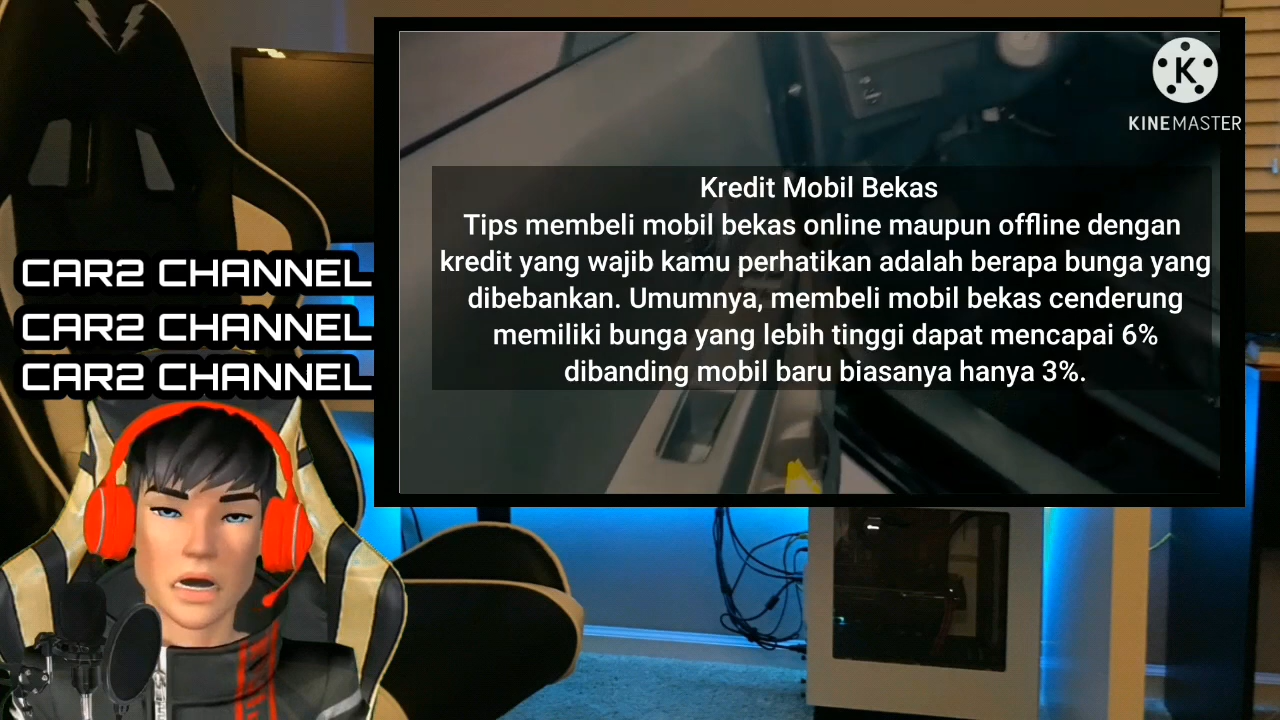 CAR2 CHANNEL
CAR2 CHANNEL
CAR2 CHANNEL
K
KINEMASTER
Kredit Mobil Bekas
Tips membeli mobil bekas online maupun offline dengan
kredit yang wajib kamu perhatikan adalah berapa bunga yang
dibebankan. Umumnya, membeli mobil bekas cenderung
memiliki bunga yang lebih tinggi dapat mencapai 6%
dibanding mobil baru biasanya hanya 3%.